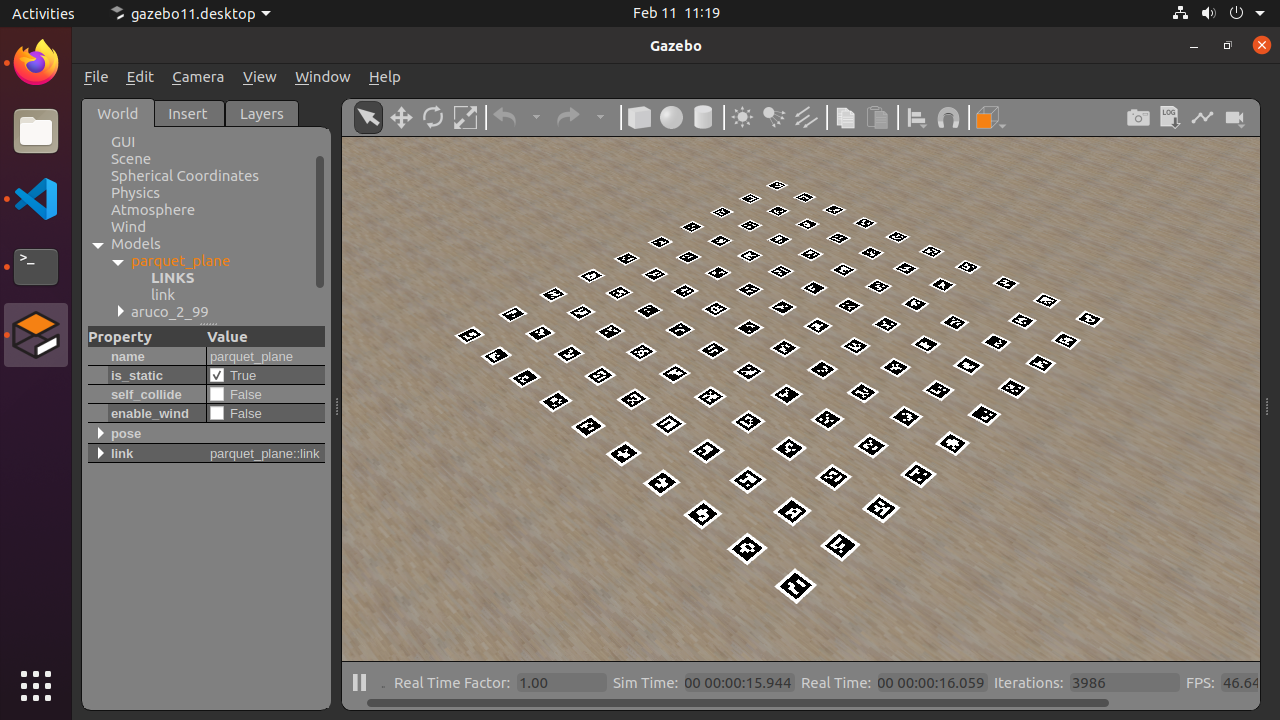 Activities gazebo11.desktop Feb 11 11:19
Gazebo
File Edit Camera View Window Help
World Insert Layers
GUI
Scene
Spherical Coordinates
Physics
Atmosphere
Wind
Models
parquet_plane
LINKS
link
aruco_2_99
Property Value
name parquet_plane
is_static True
self_collide False
enable_wind False
pose
link parquet_plane::link
LOG
Real Time Factor: 1.00 Sim Time: 00 00:00:15.944 Real Time: 00 00:00:16.059 Iterations: 3986 FPS: 46.64